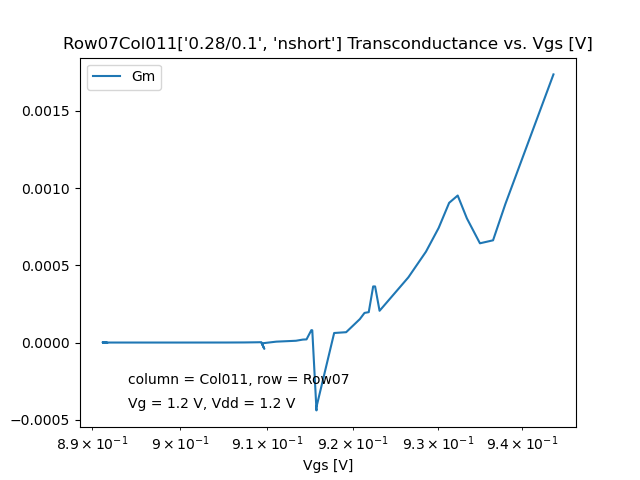 Row07Col011['0.28/0.1', 'nshort'] Transconductance vs. Vgs [V]
Gm
0.0015
0.0010
0.0005
0.0000
−0.0005
column = Col011, row = Row07
Vg = 1.2 V, Vdd = 1.2 V
8.9 × 10⁻¹ 9 × 10⁻¹ 9.1 × 10⁻¹ 9.2 × 10⁻¹ 9.3 × 10⁻¹ 9.4 × 10⁻¹
Vgs [V]